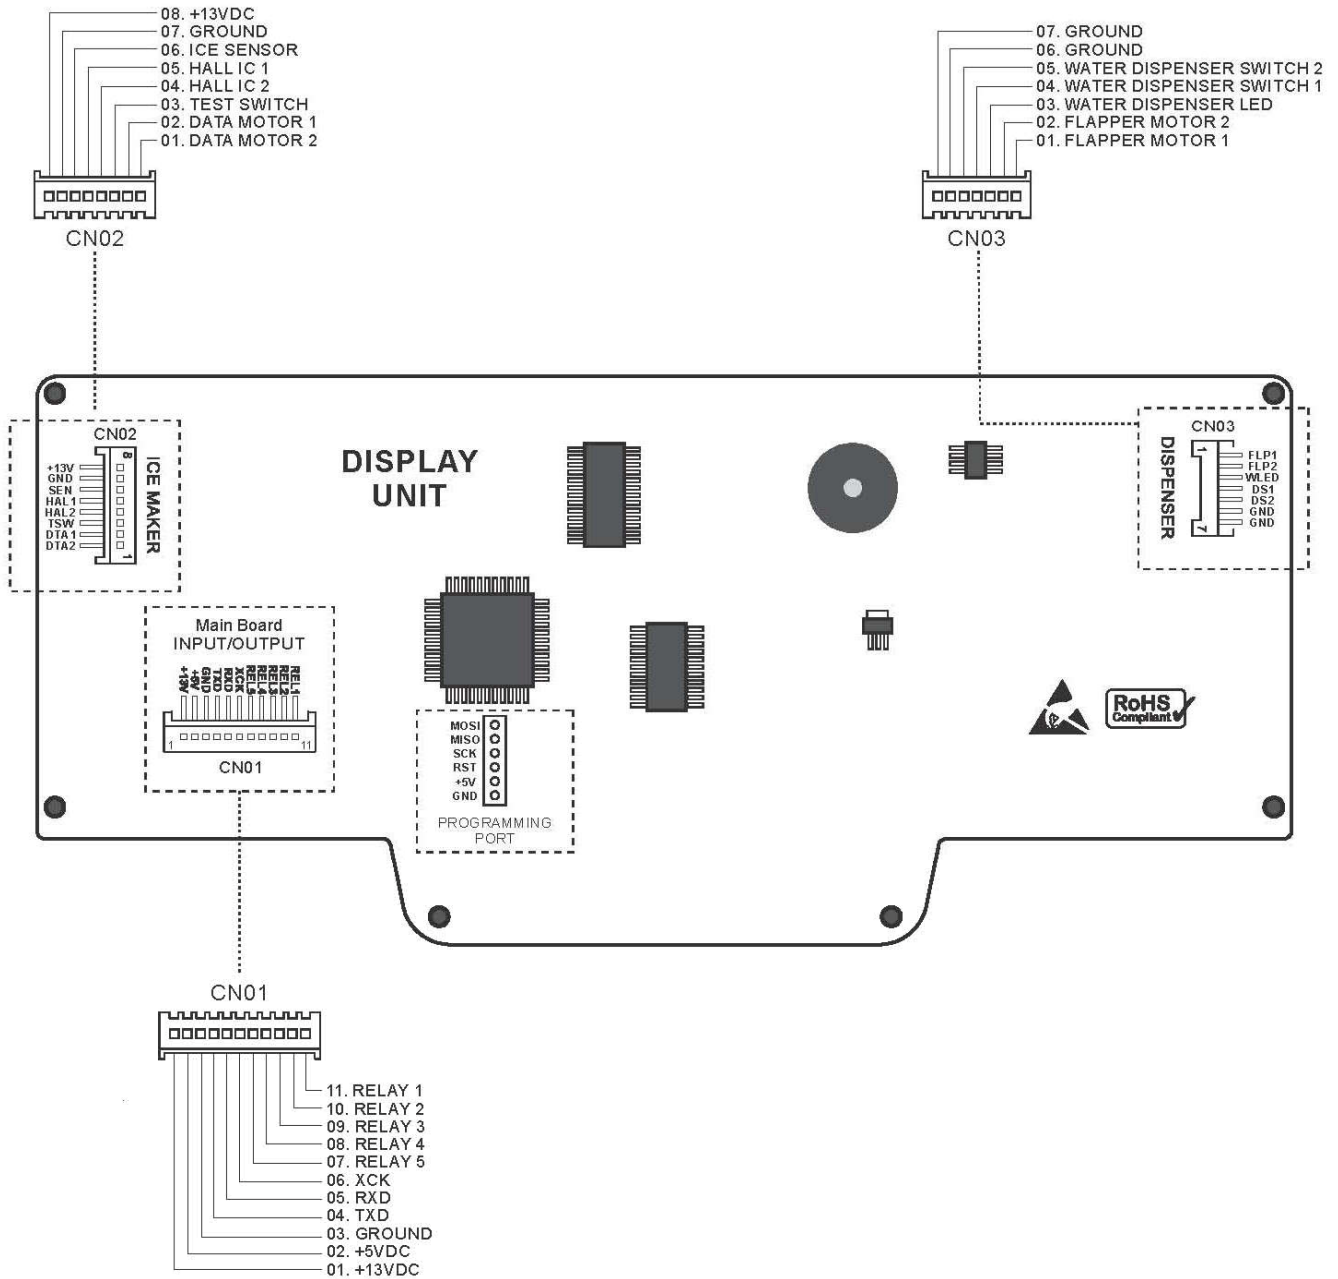 08. +13VDC
07. GROUND
06. ICE SENSOR
05. HALL IC 1
04. HALL IC 2
03. TEST SWITCH
02. DATA MOTOR 1
01. DATA MOTOR 2
CN02
07. GROUND
06. GROUND
05. WATER DISPENSER SWITCH 2
04. WATER DISPENSER SWITCH 1
03. WATER DISPENSER LED
02. FLAPPER MOTOR 2
01. FLAPPER MOTOR 1
CN03
CN02
8
+13V
GND
SEN
HAL1
HAL2
TSW
DTA1
DTA2
1
ICE MAKER
DISPLAY
UNIT
CN03
DISPENSER
1
FLP1
FLP2
WLED
DS1
DS2
GND
GND
7
Main Board
INPUT/OUTPUT
+13V
+5V
GND
TXD
RXD
XCK
REL5
REL4
REL3
REL2
REL1
1
11
CN01
MOSI
MISO
SCK
RST
+5V
GND
PROGRAMMING
PORT
RoHS
Compliant
CN01
11. RELAY 1
10. RELAY 2
09. RELAY 3
08. RELAY 4
07. RELAY 5
06. XCK
05. RXD
04. TXD
03. GROUND
02. +5VDC
01. +13VDC